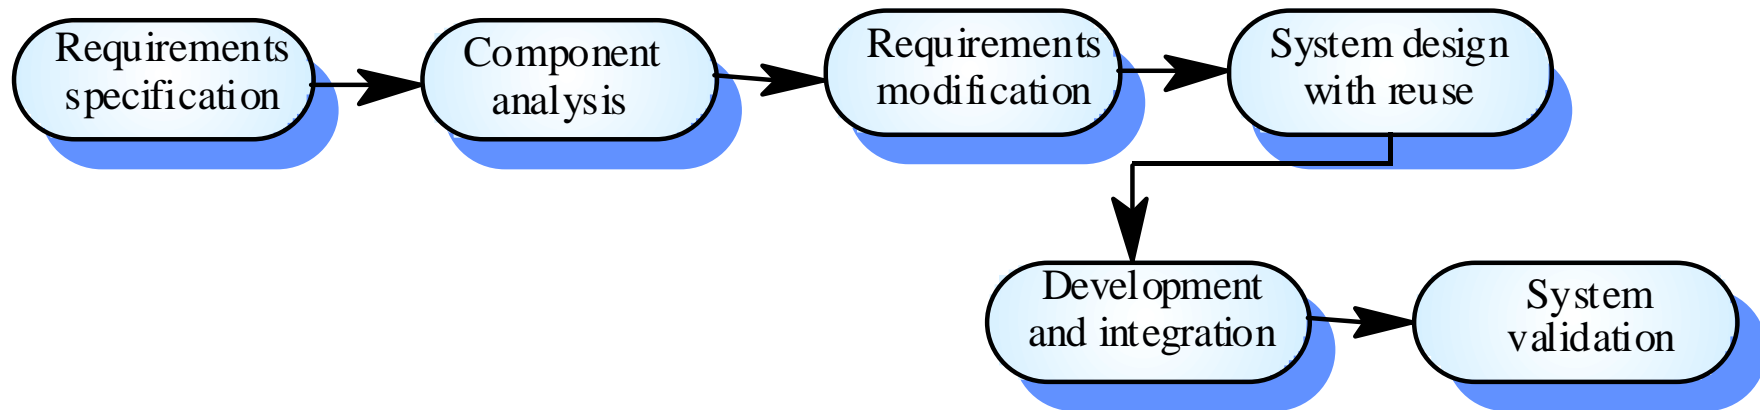 Requirements
specification
Component
analysis
Requirements
modification
System design
with reuse
Development
and integration
System
validation